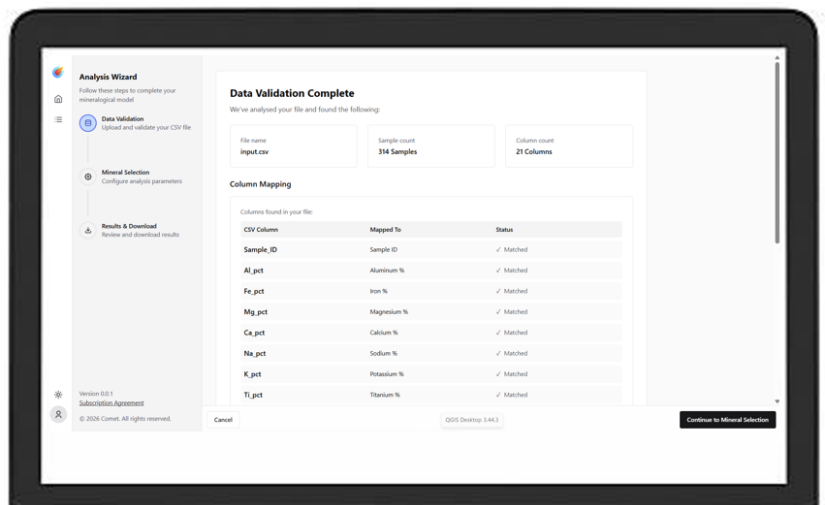 Analysis Wizard
Follow these steps to complete your
mineralogical model
Data Validation
Upload and validate your CSV file
Mineral Selection
Configure analysis parameters
Results & Download
Review and download results
Version 0.0.1
Subscription Agreement
© 2026 Comet. All rights reserved.
Data Validation Complete
We've analysed your file and found the following:
File name
input.csv
Sample count
314 Samples
Column count
21 Columns
Column Mapping
Columns found in your file:
CSV Column Mapped To Status
Sample_ID Sample ID ✓ Matched
Al_pct Aluminum % ✓ Matched
Fe_pct Iron % ✓ Matched
Mg_pct Magnesium % ✓ Matched
Ca_pct Calcium % ✓ Matched
Na_pct Sodium % ✓ Matched
K_pct Potassium % ✓ Matched
Ti_pct Titanium % ✓ Matched
Cancel
QGIS Desktop 3.44.3
Continue to Mineral Selection